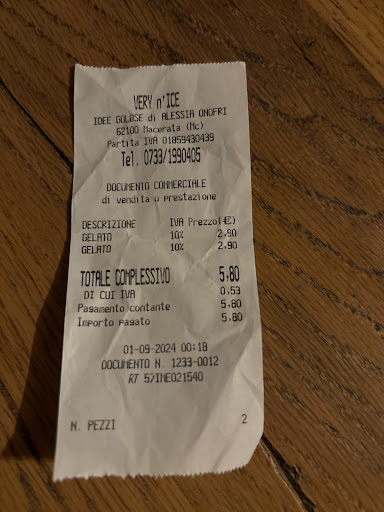 VERY n'ICE
IDEE GOLOSE di ALESSIA ONOFRI
62100 Macerata (Mc)
Partita IVA 01859430439
Tel. 0733/1990405
DOCUMENTO COMMERCIALE
di vendita o prestazione
DESCRIZIONE IVA Prezzo(€)
GELATO 10% 2,90
GELATO 10% 2,90
TOTALE COMPLESSIVO 5,80
DI CUI IVA 0,53
Pagamento contante 5,80
Importo pagato 5,80
01-09-2024 00:18
DOCUMENTO N. 1233-0012
RT 57IME021540
N. PEZZI 2